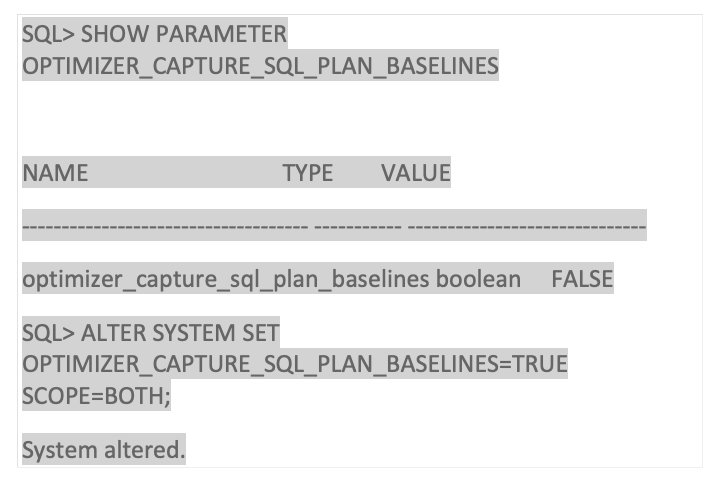 SQL> SHOW PARAMETER
OPTIMIZER_CAPTURE_SQL_PLAN_BASELINES
NAME TYPE VALUE
------------------------------------ ----------- ------------------------------
optimizer_capture_sql_plan_baselines boolean FALSE
SQL> ALTER SYSTEM SET
OPTIMIZER_CAPTURE_SQL_PLAN_BASELINES=TRUE
SCOPE=BOTH;
System altered.